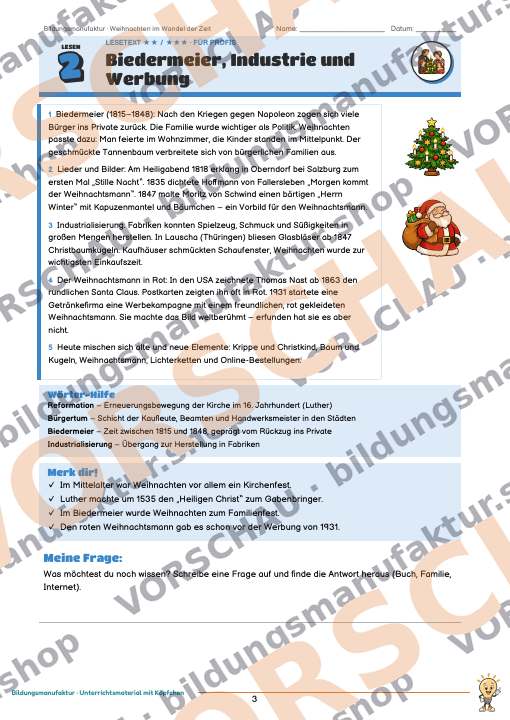 Bildungsmanufaktur · Weihnachten im Wandel der Zeit Name: Datum:
LESEN
2
LESETEXT ★★ / ★★★ · FÜR PROFIS
Biedermeier, Industrie und
Werbung
1 Biedermeier (1815–1848): Nach den Kriegen gegen Napoleon zogen sich viele
Bürger ins Private zurück. Die Familie wurde wichtiger als Politik. Weihnachten
passte dazu: Man feierte im Wohnzimmer, die Kinder standen im Mittelpunkt. Der
geschmückte Tannenbaum verbreitete sich von bürgerlichen Familien aus.
2 Lieder und Bilder: Am Heiligabend 1818 erklang in Oberndorf bei Salzburg zum
ersten Mal „Stille Nacht“. 1835 dichtete Hoffmann von Fallersleben „Morgen kommt
der Weihnachtsmann“. 1847 malte Moritz von Schwind einen bärtigen „Herrn
Winter“ mit Kapuzenmantel und Bäumchen – ein Vorbild für den Weihnachtsmann.
3 Industrialisierung: Fabriken konnten Spielzeug, Schmuck und Süßigkeiten in
großen Mengen herstellen. In Lauscha (Thüringen) bliesen Glasbläser ab 1847
Christbaumkugeln. Kaufhäuser schmückten Schaufenster, Weihnachten wurde zur
wichtigsten Einkaufszeit.
4 Der Weihnachtsmann in Rot: In den USA zeichnete Thomas Nast ab 1863 den
rundlichen Santa Claus. Postkarten zeigten ihn oft in Rot. 1931 startete eine
Getränkefirma eine Werbekampagne mit einem freundlichen, rot gekleideten
Weihnachtsmann. Sie machte das Bild weltberühmt – erfunden hat sie es aber
nicht.
5 Heute mischen sich alte und neue Elemente: Krippe und Christkind, Baum und
Kugeln, Weihnachtsmann, Lichterketten und Online-Bestellungen.
Wörter-Hilfe
Reformation – Erneuerungsbewegung der Kirche im 16. Jahrhundert (Luther)
Bürgertum – Schicht der Kaufleute, Beamten und Handwerksmeister in den Städten
Biedermeier – Zeit zwischen 1815 und 1848, geprägt vom Rückzug ins Private
Industrialisierung – Übergang zur Herstellung in Fabriken
Merk dir!
✓ Im Mittelalter war Weihnachten vor allem ein Kirchenfest.
✓ Luther machte um 1535 den „Heiligen Christ“ zum Gabenbringer.
✓ Im Biedermeier wurde Weihnachten zum Familienfest.
✓ Den roten Weihnachtsmann gab es schon vor der Werbung von 1931.
Meine Frage:
Was möchtest du noch wissen? Schreibe eine Frage auf und finde die Antwort heraus (Buch, Familie,
Internet).
Bildungsmanufaktur · Unterrichtsmaterial mit Köpfchen
3
VORSCHAU · bildungsmanufaktur.shop
VORSCHAU